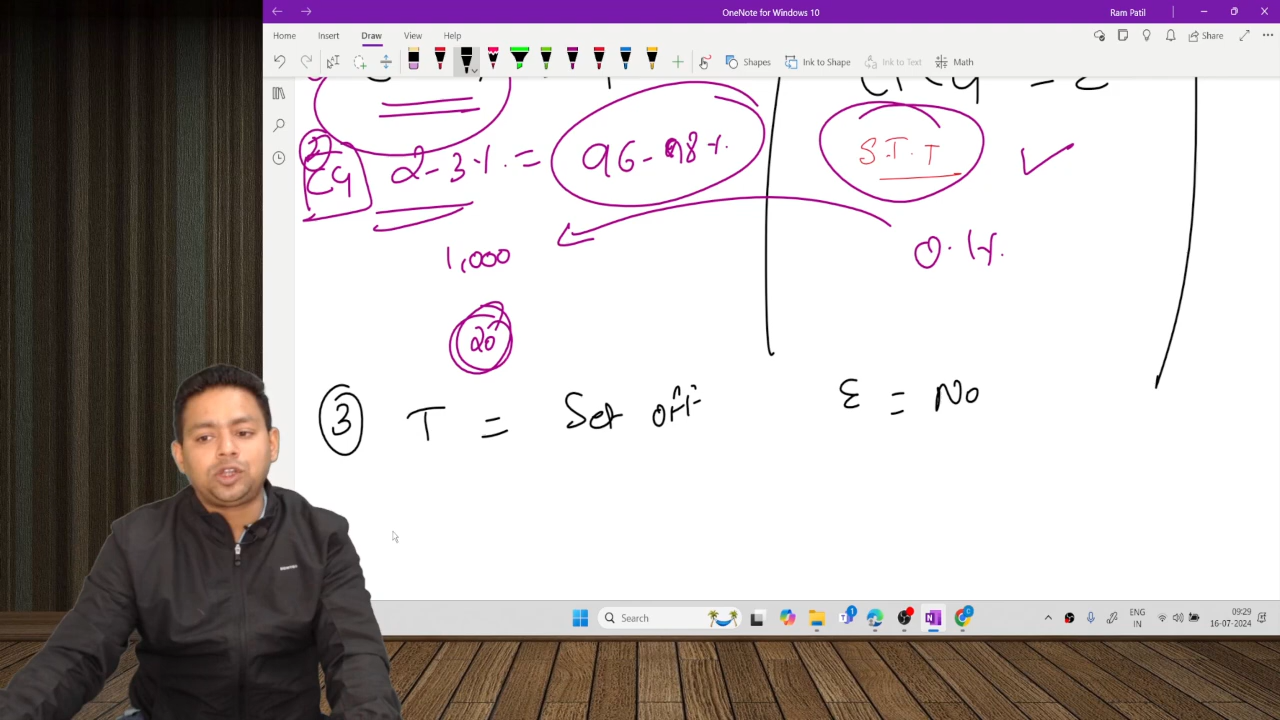 OneNote for Windows 10
Ram Patil
Home Insert Draw View Help
Share
Shapes Ink to Shape Ink to Text Math
2-3%. = 96-98%.
S.T.T
1,000
0.1%.
20
3 T = Set off E = No
Search
ENG
IN
09:29
16-07-2024